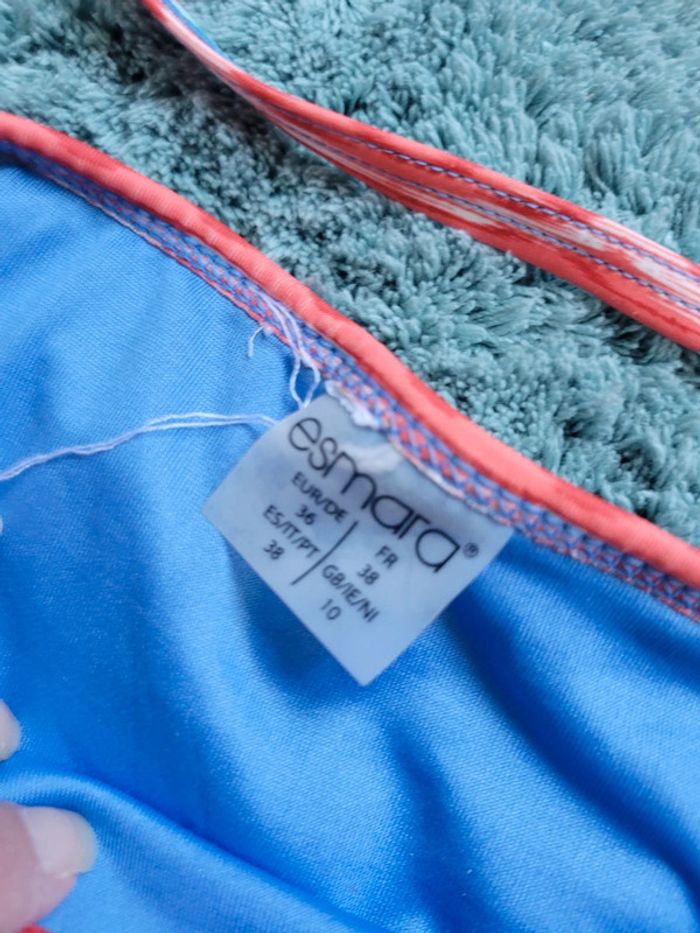 esmara®
EUR/DE FR
36 38
ES/IT/PT GB/IE/NI
38 10